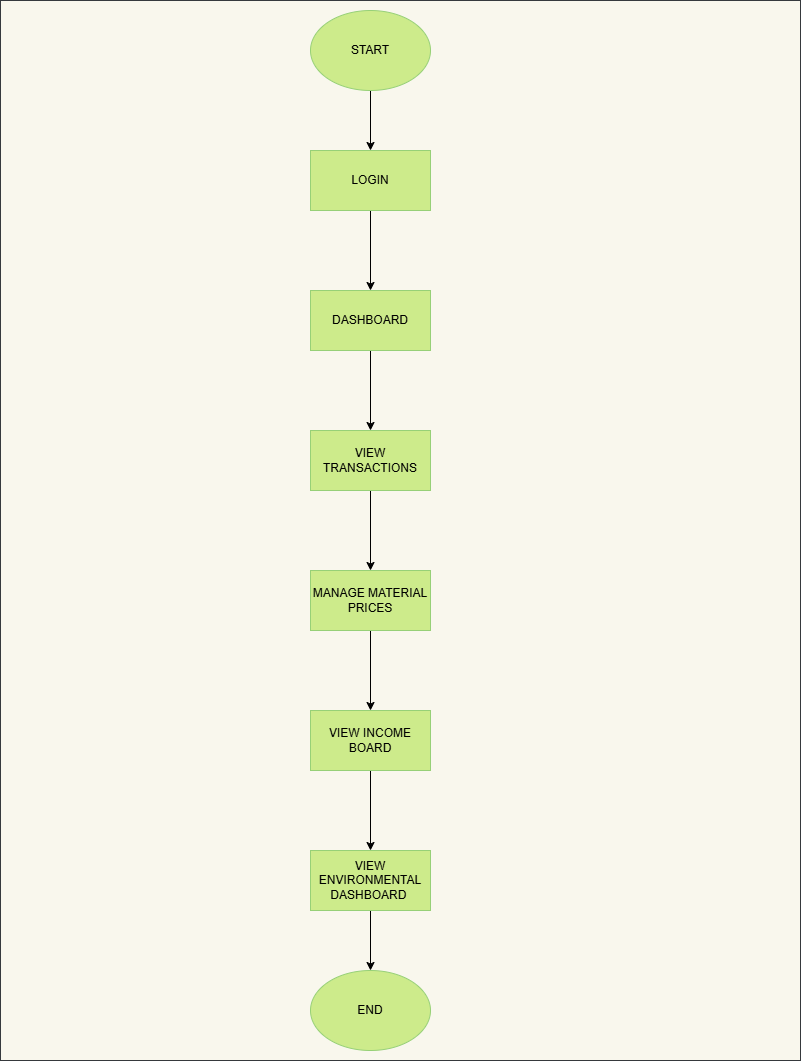 START
LOGIN
DASHBOARD
VIEW
TRANSACTIONS
MANAGE MATERIAL
PRICES
VIEW INCOME
BOARD
VIEW
ENVIRONMENTAL
DASHBOARD
END